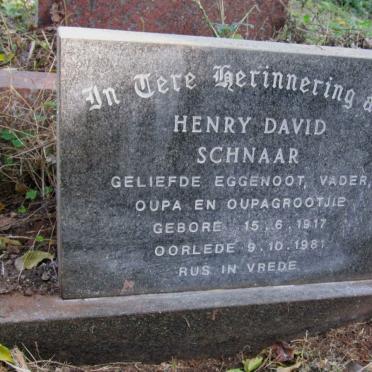 In Tere Herinnering a
HENRY DAVID
SCHNAAR
GELIEFDE EGGENOOT, VADER,
OUPA EN OUPAGROOTJIE
GEBORE 15.6.1917
OORLEDE 9.10.1981
RUS IN VREDE